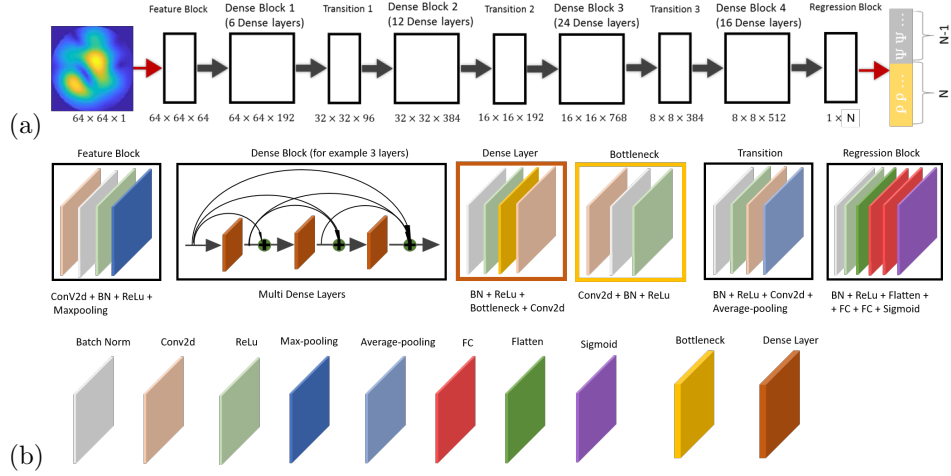 Feature Block
Dense Block 1
(6 Dense layers)
Transition 1
Dense Block 2
(12 Dense layers)
Transition 2
Dense Block 3
(24 Dense layers)
Transition 3
Dense Block 4
(16 Dense layers)
Regression Block
N-1
N
(a)
64 × 64 × 1
64 × 64 × 64
64 × 64 × 192
32 × 32 × 96
32 × 32 × 384
16 × 16 × 192
16 × 16 × 768
8 × 8 × 384
8 × 8 × 512
1 × N
Feature Block
Dense Block (for example 3 layers)
Dense Layer
Bottleneck
Transition
Regression Block
ConV2d + BN + ReLu +
Maxpooling
Multi Dense Layers
BN + ReLu +
Bottleneck + Conv2d
Conv2d + BN + ReLu
BN + ReLu + Conv2d +
Average-pooling
BN + ReLu + Flatten +
+ FC + FC + Sigmoid
Batch Norm
Conv2d
ReLu
Max-pooling
Average-pooling
FC
Flatten
Sigmoid
Bottleneck
Dense Layer
(b)